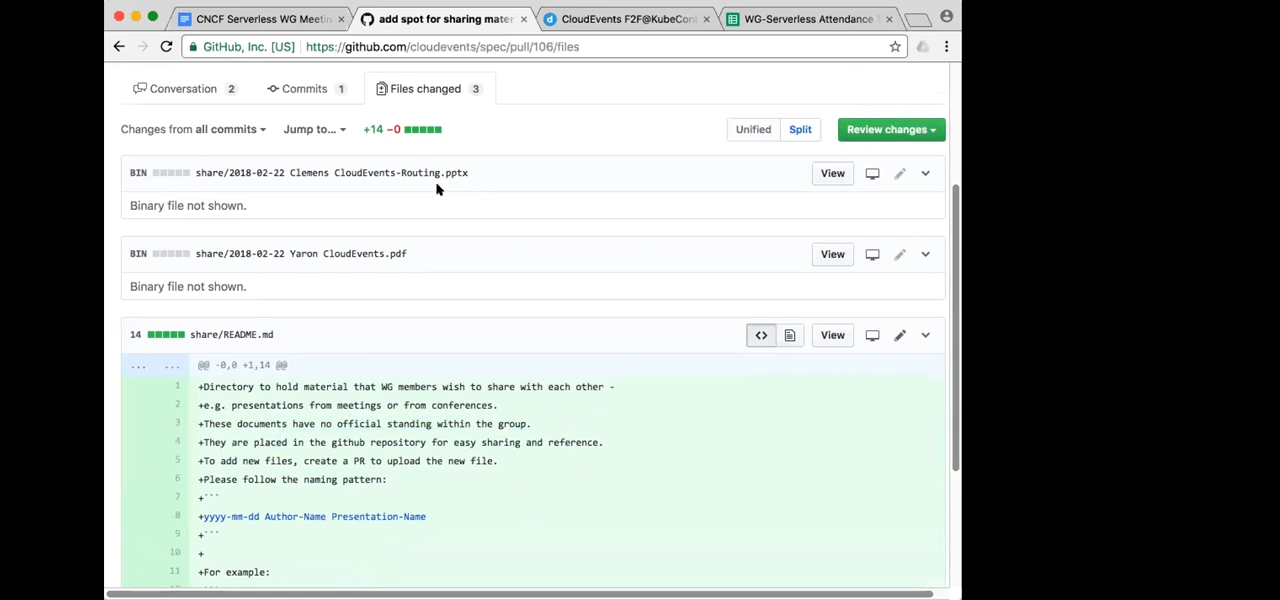 CNCF Serverless WG Meetin
add spot for sharing mater
CloudEvents F2F@KubeCon
WG-Serverless Attendance
GitHub, Inc. [US] https://github.com/cloudevents/spec/pull/106/files
Conversation 2 Commits 1 Files changed 3
Changes from all commits Jump to... +14 −0 Unified Split Review changes
BIN share/2018-02-22 Clemens CloudEvents-Routing.pptx View
Binary file not shown.
BIN share/2018-02-22 Yaron CloudEvents.pdf View
Binary file not shown.
14 share/README.md <> View
... ... @@ -0,0 +1,14 @@
1 +Directory to hold material that WG members wish to share with each other -
2 +e.g. presentations from meetings or from conferences.
3 +These documents have no official standing within the group.
4 +They are placed in the github repository for easy sharing and reference.
5 +To add new files, create a PR to upload the new file.
6 +Please follow the naming pattern:
7 +```
8 +yyyy-mm-dd Author-Name Presentation-Name
9 +```
10 +
11 +For example: